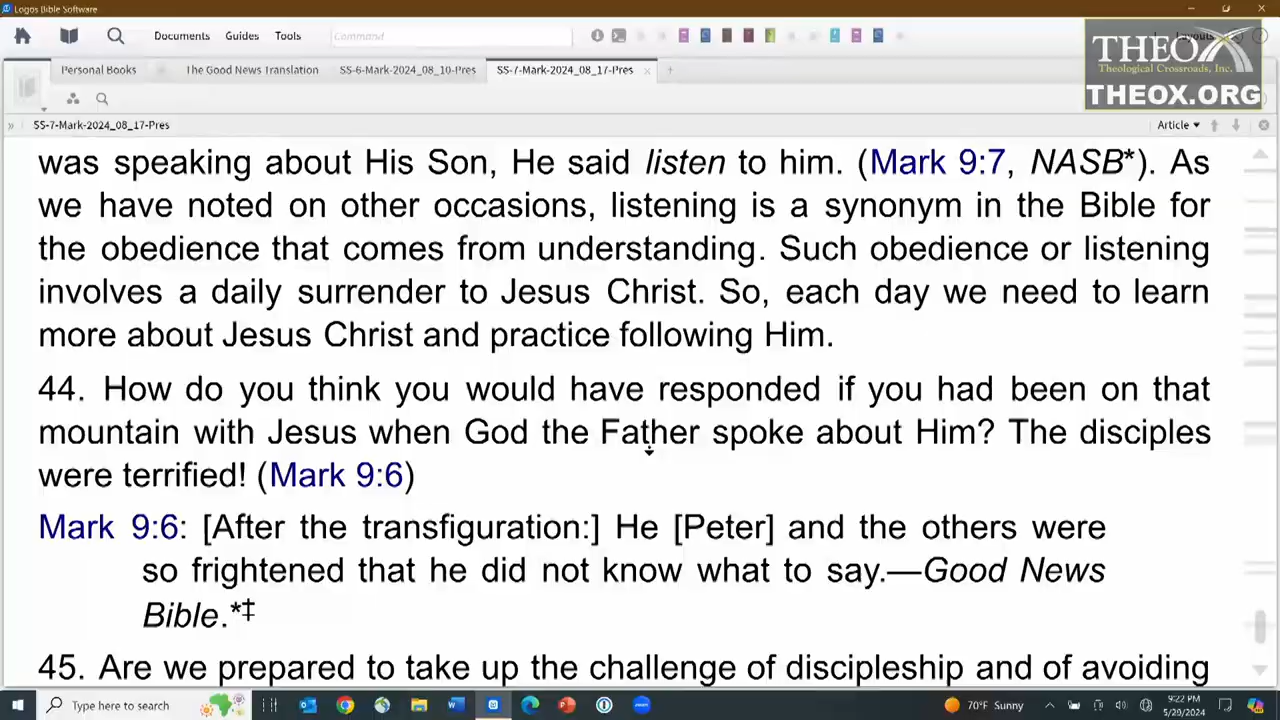 Logos Bible Software
Documents Guides Tools Command Layouts
THEOX
Theological Crossroads, Inc.
THEOX.ORG
Personal Books The Good News Translation SS-7-Mark-2024_08_17-Pres
SS-7-Mark-2024_08_17-Pres Article
was speaking about His Son, He said listen to him. (Mark 9:7, NASB*). As
we have noted on other occasions, listening is a synonym in the Bible for
the obedience that comes from understanding. Such obedience or listening
involves a daily surrender to Jesus Christ. So, each day we need to learn
more about Jesus Christ and practice following Him.
44. How do you think you would have responded if you had been on that
mountain with Jesus when God the Father spoke about Him? The disciples
were terrified! (Mark 9:6)
Mark 9:6: [After the transfiguration:] He [Peter] and the others were
so frightened that he did not know what to say.—Good News
Bible.*‡
45. Are we prepared to take up the challenge of discipleship and of avoiding
Type here to search 70°F Sunny 9:22 PM
5/29/2024